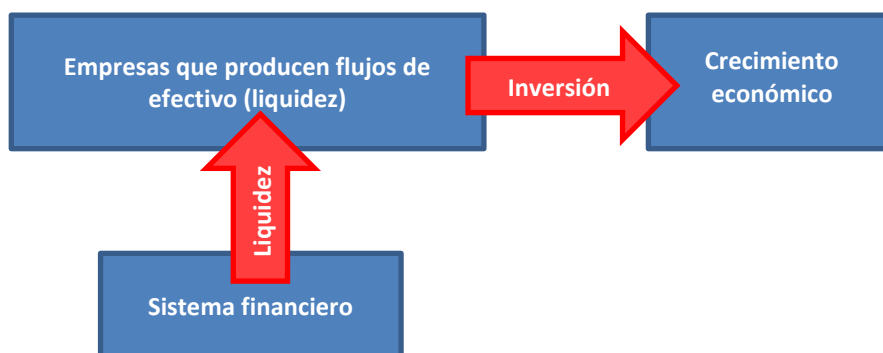 Empresas que producen flujos de
efectivo (liquidez)
Inversión
Crecimiento
económico
Liquidez
Sistema financiero